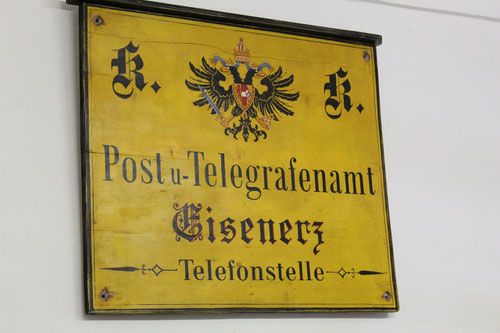 K. K.
Post u-Telegrafenamt
Eisenerz
Telefonstelle